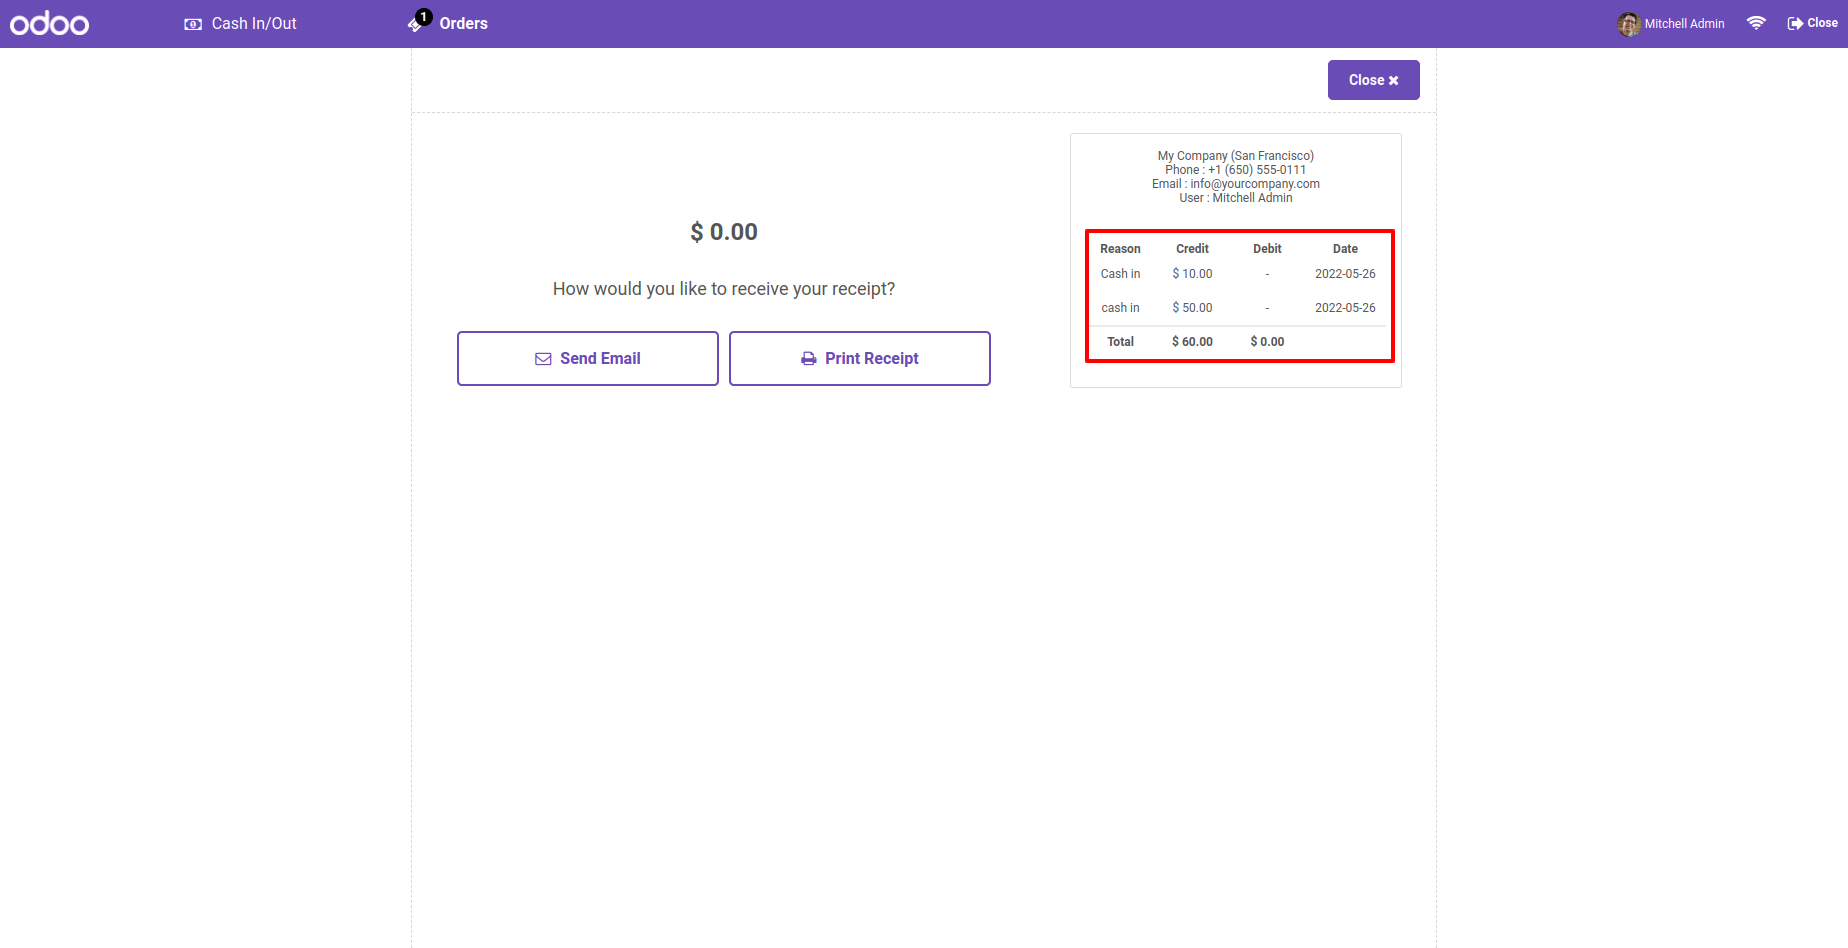 odoo Cash In/Out 1 Orders Mitchell Admin Close
Close ×
My Company (San Francisco)
Phone : +1 (650) 555-0111
Email : info@yourcompany.com
User : Mitchell Admin
$ 0.00
How would you like to receive your receipt?
Send Email Print Receipt
Reason Credit Debit Date
Cash in $ 10.00 - 2022-05-26
cash in $ 50.00 - 2022-05-26
Total $ 60.00 $ 0.00